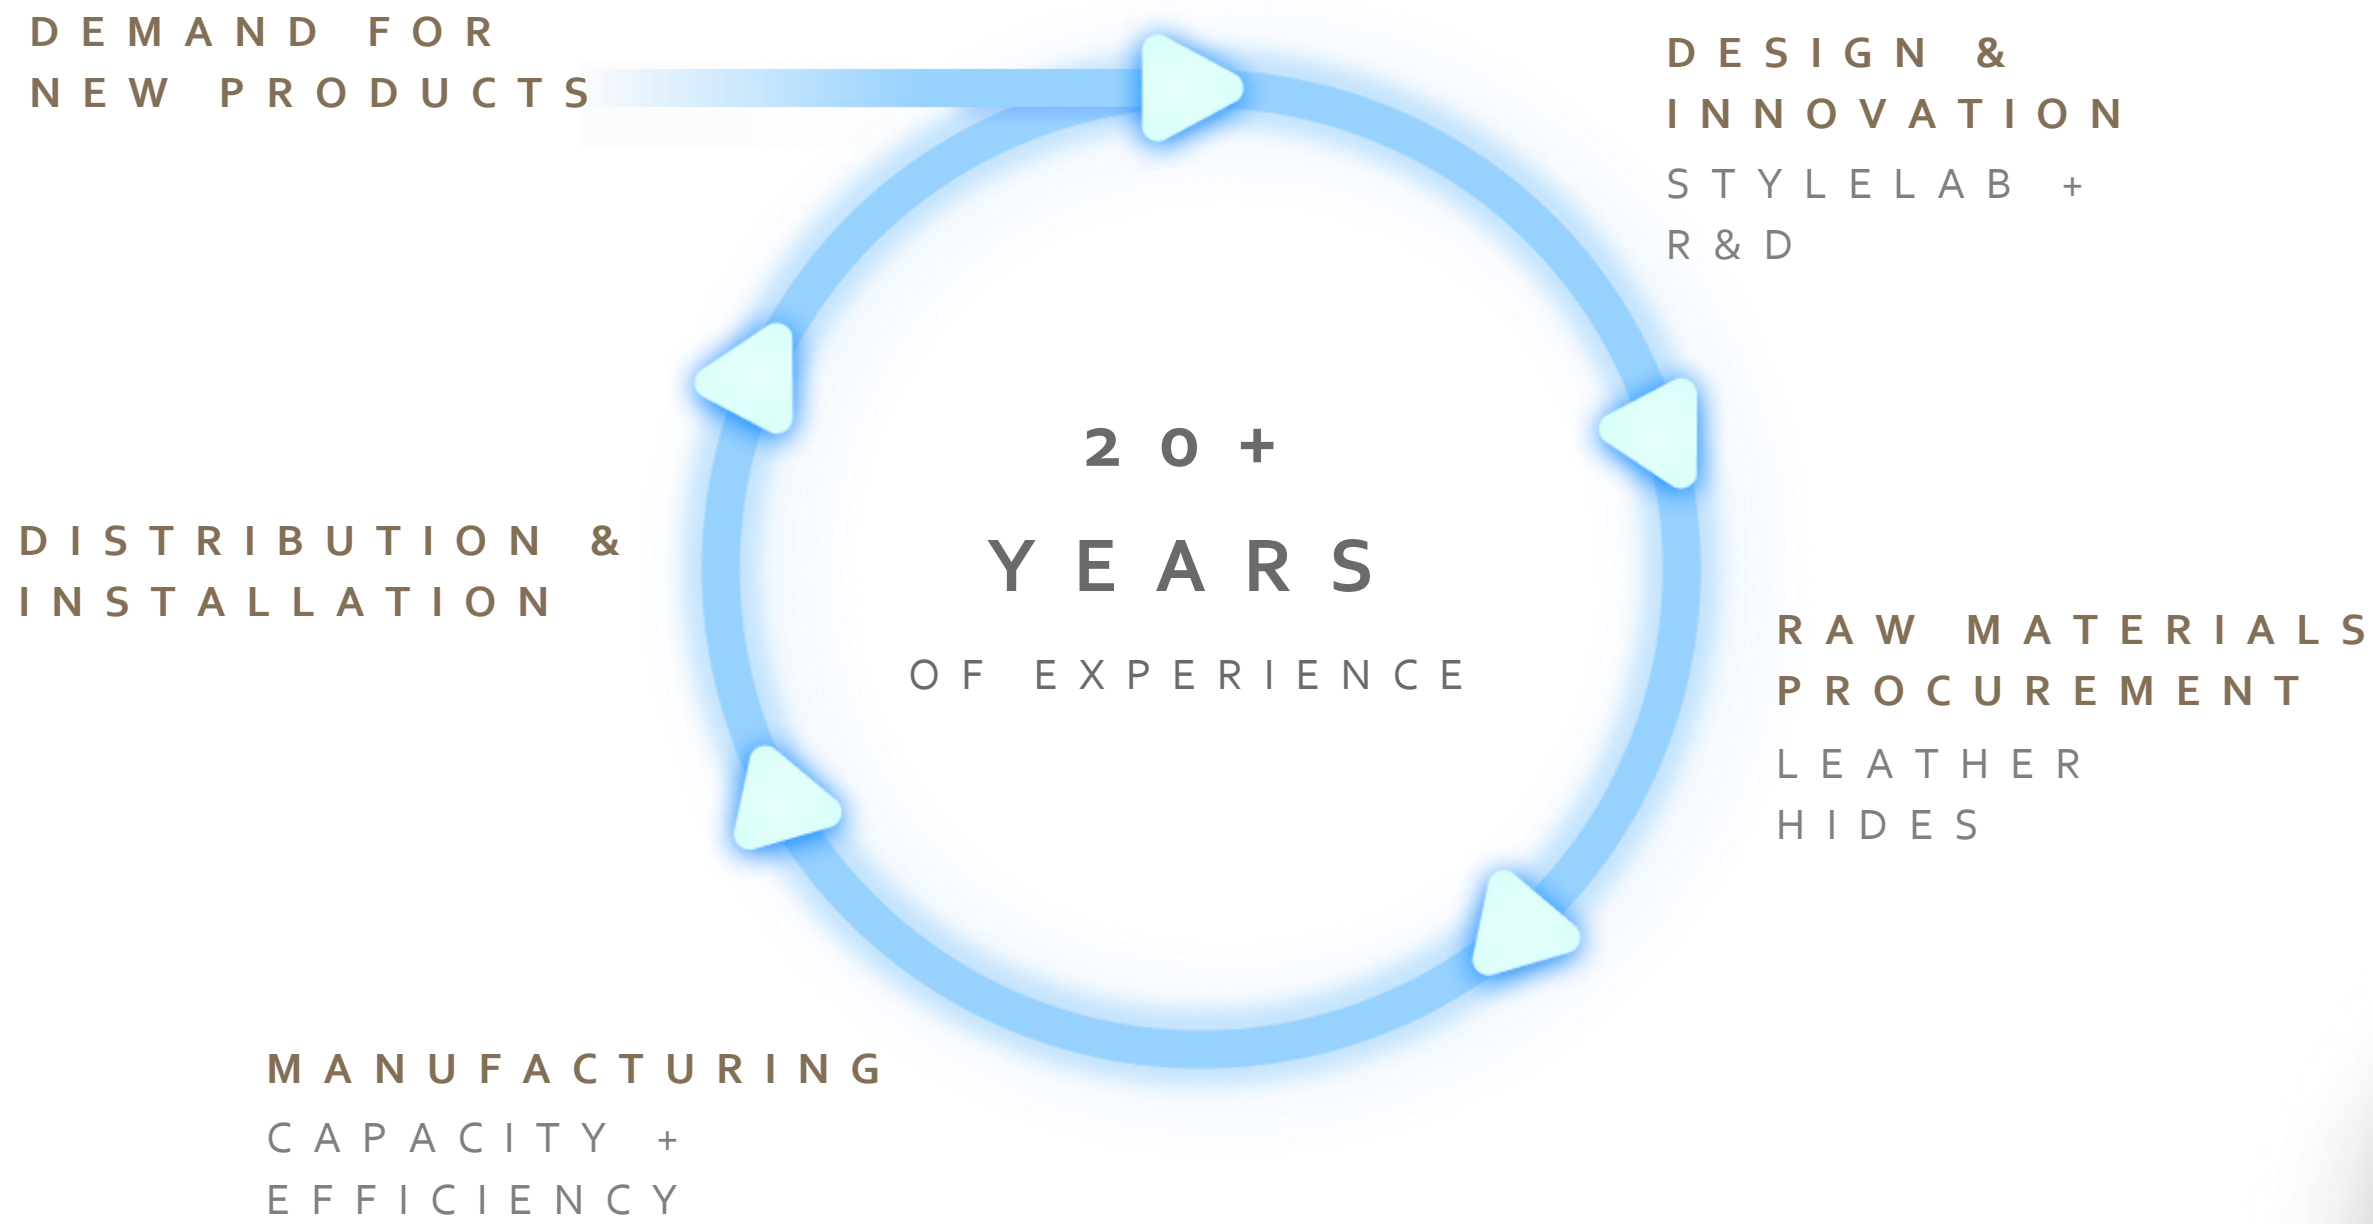 DEMAND FOR
NEW PRODUCTS
DESIGN &
INNOVATION
STYLELAB +
R&D
20+
YEARS
OF EXPERIENCE
DISTRIBUTION &
INSTALLATION
RAW MATERIALS
PROCUREMENT
LEATHER
HIDES
MANUFACTURING
CAPACITY +
EFFICIENCY